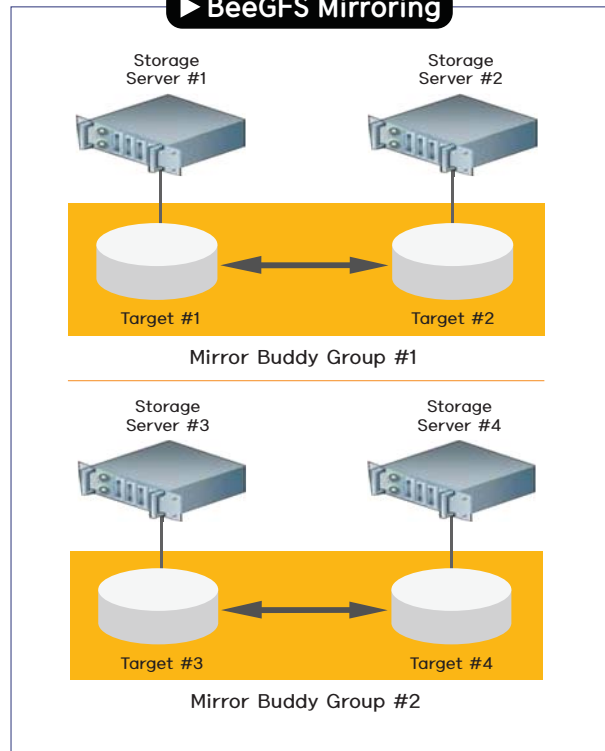 ▶ BeeGFS Mirroring
Storage
Server #1
Storage
Server #2
Target #1
Target #2
Mirror Buddy Group #1
Storage
Server #3
Storage
Server #4
Target #3
Target #4
Mirror Buddy Group #2